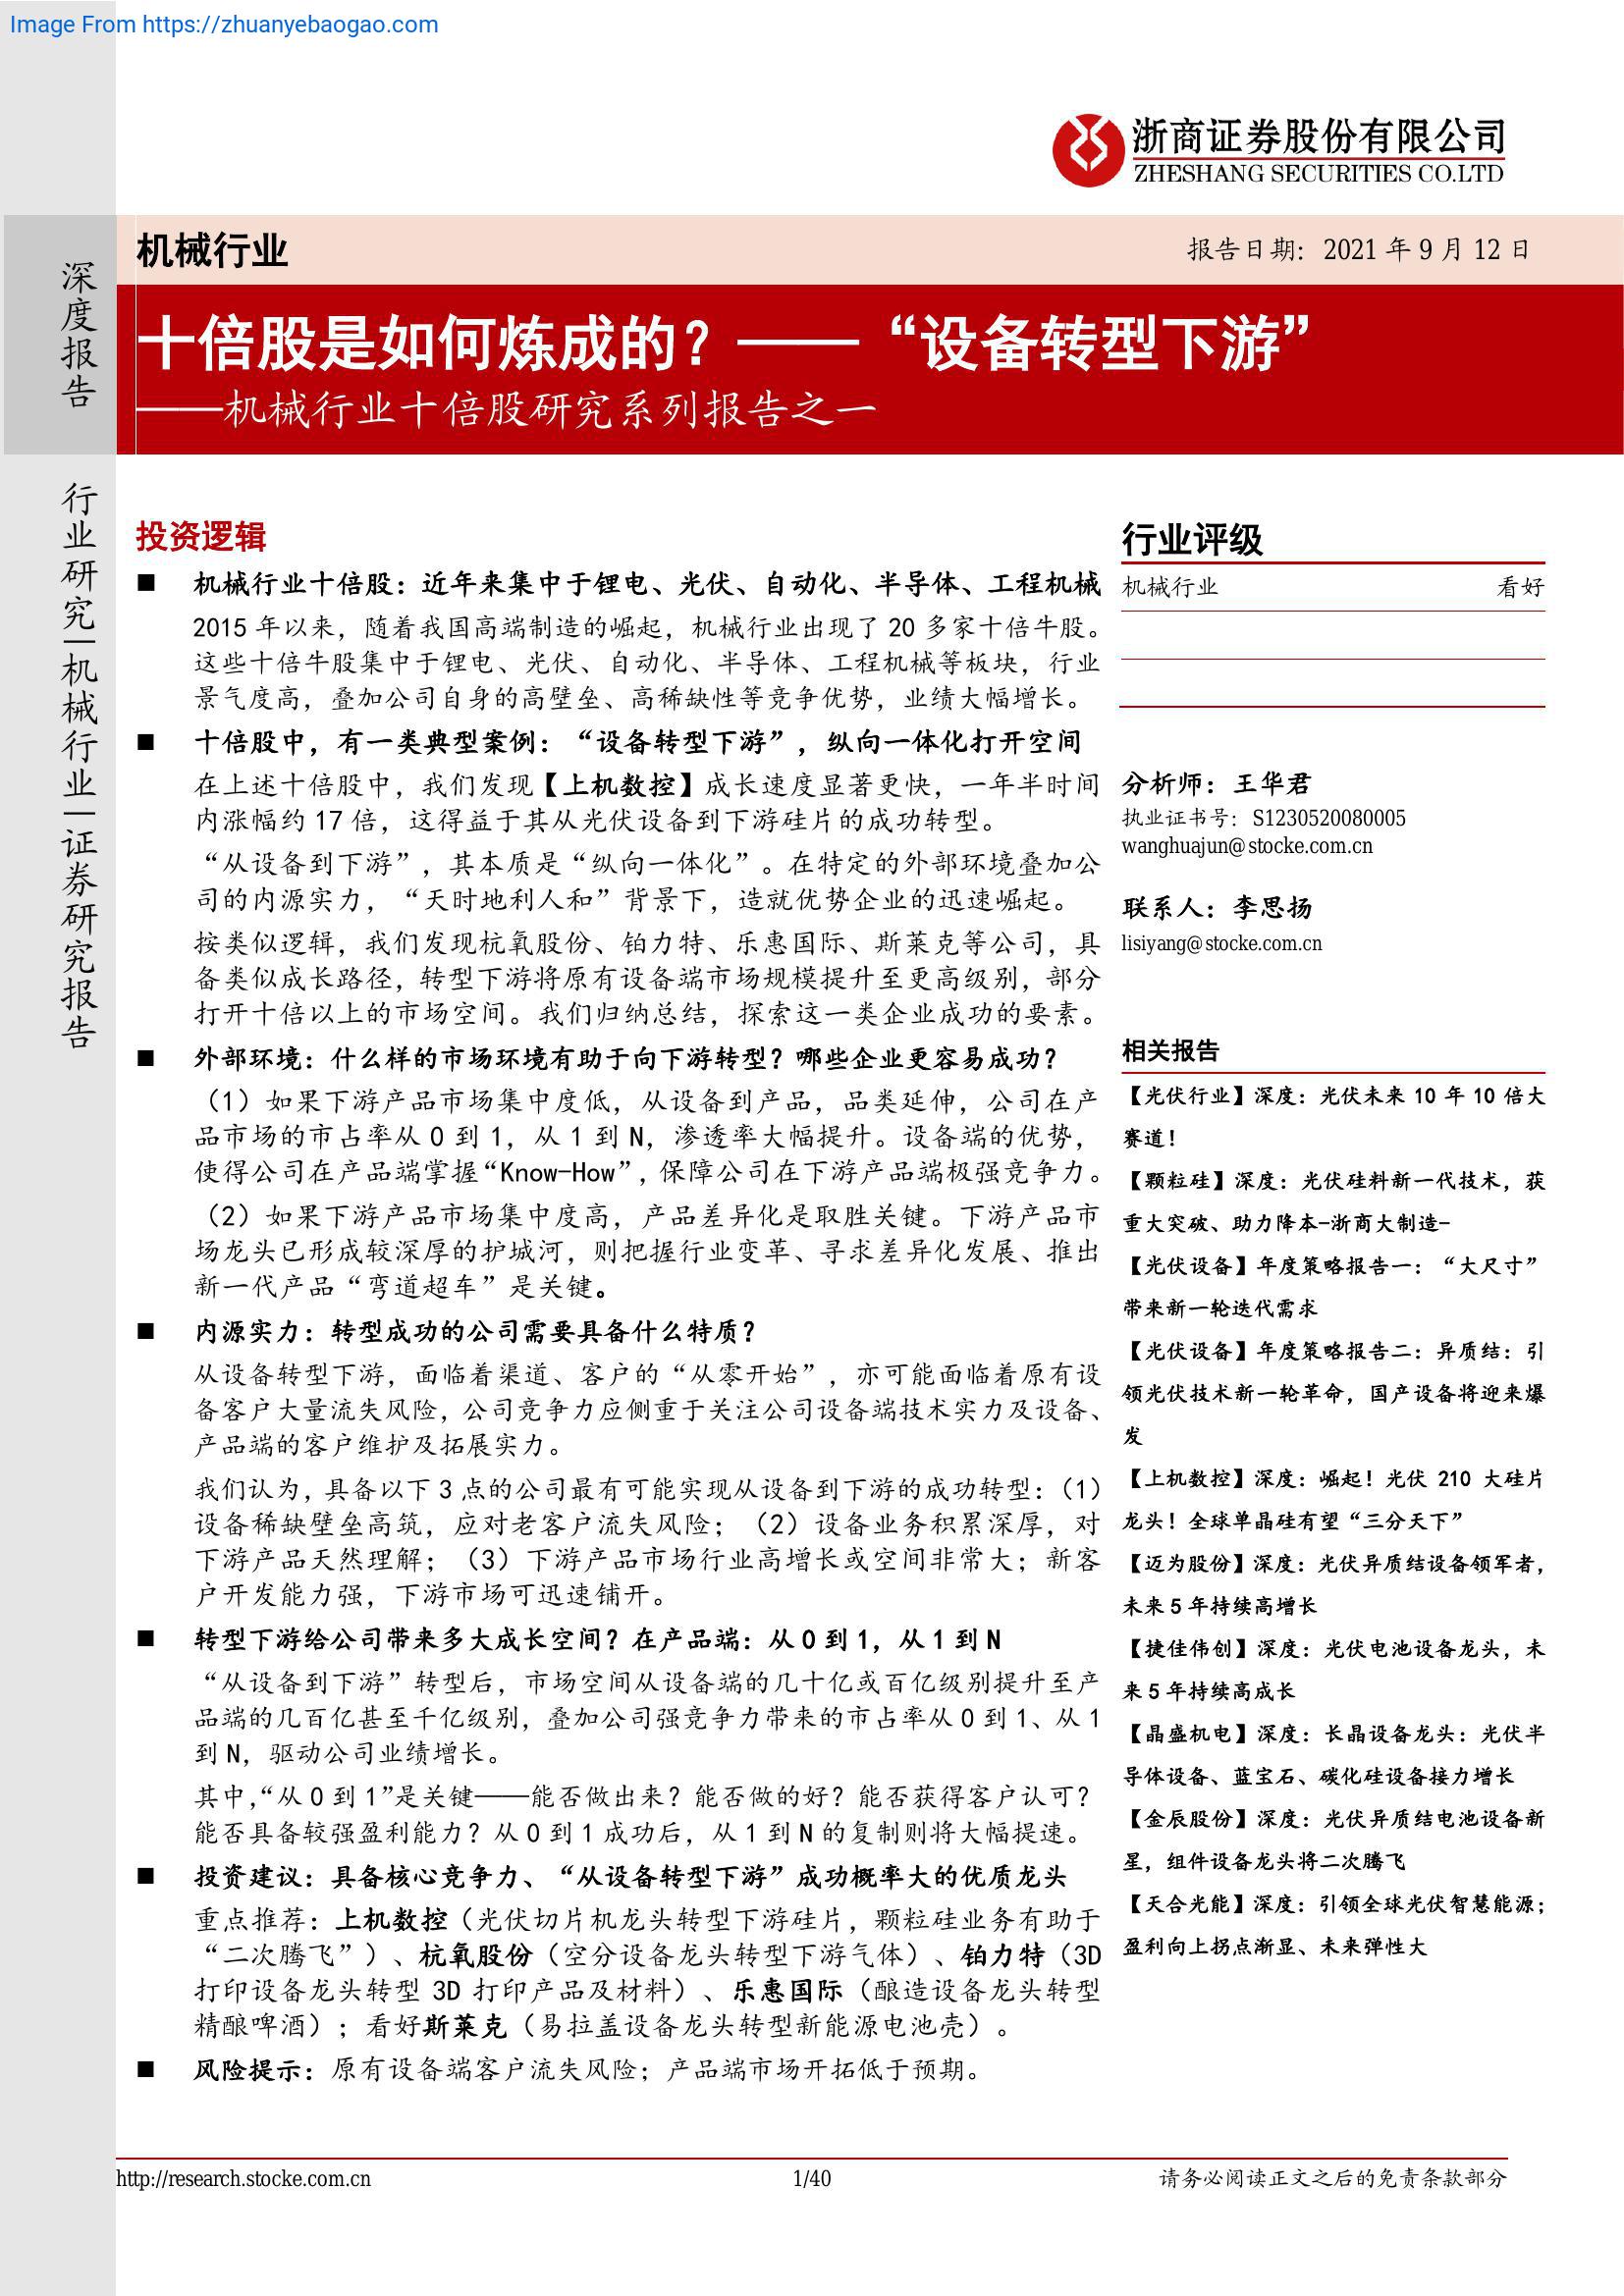 Image From https://zhuanyebaogao.com
浙商证券股份有限公司
ZHESHANG SECURITIES CO.LTD
深度报告
机械行业
报告日期：2021 年 9 月 12 日
十倍股是如何炼成的？——“设备转型下游”
——机械行业十倍股研究系列报告之一
行业研究|机械行业|证券研究报告
投资逻辑
■ 机械行业十倍股：近年来集中于锂电、光伏、自动化、半导体、工程机械
2015 年以来，随着我国高端制造的崛起，机械行业出现了 20 多家十倍牛股。
这些十倍牛股集中于锂电、光伏、自动化、半导体、工程机械等板块，行业
景气度高，叠加公司自身的高壁垒、高稀缺性等竞争优势，业绩大幅增长。
■ 十倍股中，有一类典型案例：“设备转型下游”，纵向一体化打开空间
在上述十倍股中，我们发现【上机数控】成长速度显著更快，一年半时间
内涨幅约 17 倍，这得益于其从光伏设备到下游硅片的成功转型。
“从设备到下游”，其本质是“纵向一体化”。在特定的外部环境叠加公
司的内源实力，“天时地利人和”背景下，造就优势企业的迅速崛起。
按类似逻辑，我们发现杭氧股份、铂力特、乐惠国际、斯莱克等公司，具
备类似成长路径，转型下游将原有设备端市场规模提升至更高级别，部分
打开十倍以上的市场空间。我们归纳总结，探索这一类企业成功的要素。
■ 外部环境：什么样的市场环境有助于向下游转型？哪些企业更容易成功？
（1）如果下游产品市场集中度低，从设备到产品，品类延伸，公司在产
品市场的市占率从 0 到 1，从 1 到 N，渗透率大幅提升。设备端的优势，
使得公司在产品端掌握“Know-How”，保障公司在下游产品端极强竞争力。
（2）如果下游产品市场集中度高，产品差异化是取胜关键。下游产品市
场龙头已形成较深厚的护城河，则把握行业变革、寻求差异化发展、推出
新一代产品“弯道超车”是关键。
■ 内源实力：转型成功的公司需要具备什么特质？
从设备转型下游，面临着渠道、客户的“从零开始”，亦可能面临着原有设
备客户大量流失风险，公司竞争力应侧重于关注公司设备端技术实力及设备、
产品端的客户维护及拓展实力。
我们认为，具备以下 3 点的公司最有可能实现从设备到下游的成功转型：（1）
设备稀缺壁垒高筑，应对老客户流失风险；（2）设备业务积累深厚，对
下游产品天然理解；（3）下游产品市场行业高增长或空间非常大；新客
户开发能力强，下游市场可迅速铺开。
■ 转型下游给公司带来多大成长空间？在产品端：从 0 到 1，从 1 到 N
“从设备到下游”转型后，市场空间从设备端的几十亿或百亿级别提升至产
品端的几百亿甚至千亿级别，叠加公司强竞争力带来的市占率从 0 到 1、从 1
到 N，驱动公司业绩增长。
其中，“从 0 到 1”是关键——能否做出来？能否做的好？能否获得客户认可？
能否具备较强盈利能力？从 0 到 1 成功后，从 1 到 N 的复制则将大幅提速。
■ 投资建议：具备核心竞争力、“从设备转型下游”成功概率大的优质龙头
重点推荐：上机数控（光伏切片机龙头转型下游硅片，颗粒硅业务有助于
“二次腾飞”）、杭氧股份（空分设备龙头转型下游气体）、铂力特（3D
打印设备龙头转型 3D 打印产品及材料）、乐惠国际（酿造设备龙头转型
精酿啤酒）；看好斯莱克（易拉盖设备龙头转型新能源电池壳）。
■ 风险提示：原有设备端客户流失风险；产品端市场开拓低于预期。
行业评级
机械行业 看好
分析师：王华君
执业证书号：S1230520080005
wanghuajun@stocke.com.cn
联系人：李思扬
lisiyang@stocke.com.cn
相关报告
【光伏行业】深度：光伏未来 10 年 10 倍大
赛道！
【颗粒硅】深度：光伏硅料新一代技术，获
重大突破、助力降本-浙商大制造-
【光伏设备】年度策略报告一：“大尺寸”
带来新一轮迭代需求
【光伏设备】年度策略报告二：异质结：引
领光伏技术新一轮革命，国产设备将迎来爆
发
【上机数控】深度：崛起！光伏 210 大硅片
龙头！全球单晶硅有望“三分天下”
【迈为股份】深度：光伏异质结设备领军者，
未来 5 年持续高增长
【捷佳伟创】深度：光伏电池设备龙头，未
来 5 年持续高成长
【晶盛机电】深度：长晶设备龙头：光伏半
导体设备、蓝宝石、碳化硅设备接力增长
【金辰股份】深度：光伏异质结电池设备新
星，组件设备龙头将二次腾飞
【天合光能】深度：引领全球光伏智慧能源；
盈利向上拐点渐显、未来弹性大
http://research.stocke.com.cn
1/40
请务必阅读正文之后的免责条款部分